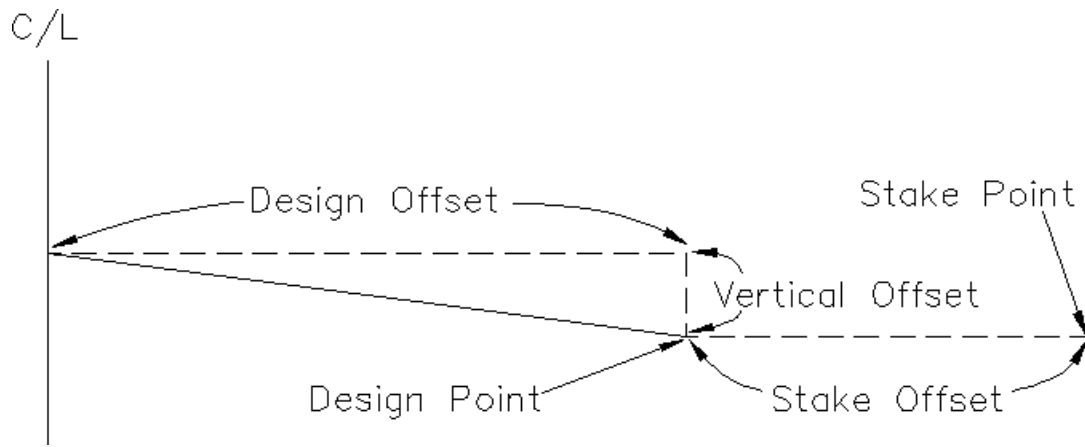 C/L
Design Offset
Stake Point
Vertical Offset
Design Point
Stake Offset